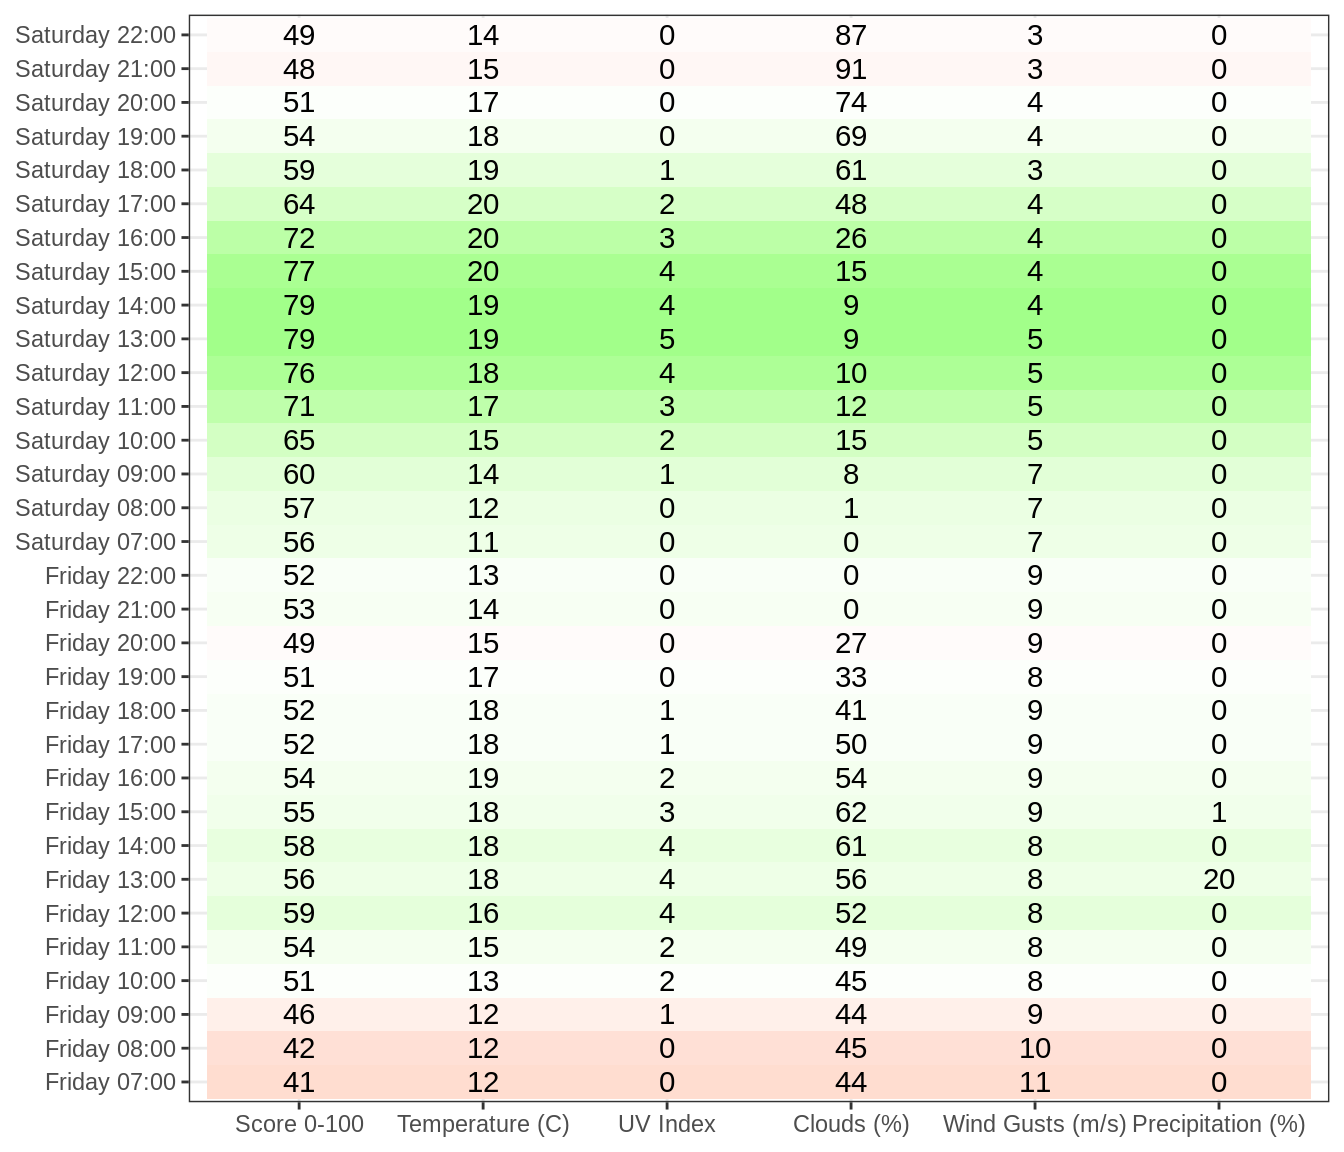 Saturday 22:00 49 14 0 87 3 0
Saturday 21:00 48 15 0 91 3 0
Saturday 20:00 51 17 0 74 4 0
Saturday 19:00 54 18 0 69 4 0
Saturday 18:00 59 19 1 61 3 0
Saturday 17:00 64 20 2 48 4 0
Saturday 16:00 72 20 3 26 4 0
Saturday 15:00 77 20 4 15 4 0
Saturday 14:00 79 19 4 9 4 0
Saturday 13:00 79 19 5 9 5 0
Saturday 12:00 76 18 4 10 5 0
Saturday 11:00 71 17 3 12 5 0
Saturday 10:00 65 15 2 15 5 0
Saturday 09:00 60 14 1 8 7 0
Saturday 08:00 57 12 0 1 7 0
Saturday 07:00 56 11 0 0 7 0
Friday 22:00 52 13 0 0 9 0
Friday 21:00 53 14 0 0 9 0
Friday 20:00 49 15 0 27 9 0
Friday 19:00 51 17 0 33 8 0
Friday 18:00 52 18 1 41 9 0
Friday 17:00 52 18 1 50 9 0
Friday 16:00 54 19 2 54 9 0
Friday 15:00 55 18 3 62 9 1
Friday 14:00 58 18 4 61 8 0
Friday 13:00 56 18 4 56 8 20
Friday 12:00 59 16 4 52 8 0
Friday 11:00 54 15 2 49 8 0
Friday 10:00 51 13 2 45 8 0
Friday 09:00 46 12 1 44 9 0
Friday 08:00 42 12 0 45 10 0
Friday 07:00 41 12 0 44 11 0
Score 0-100 Temperature (C) UV Index Clouds (%) Wind Gusts (m/s) Precipitation (%)